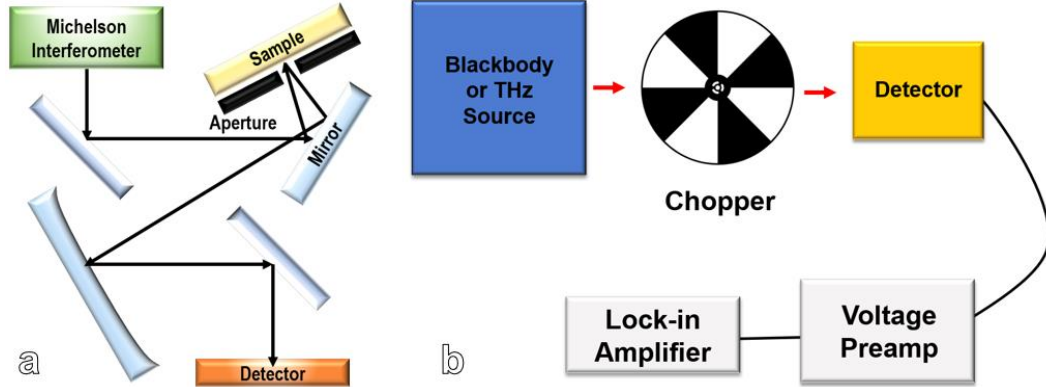 Michelson
Interferometer
Sample
Aperture
Mirror
Detector
a
Blackbody
or THz
Source
Chopper
Detector
Lock-in
Amplifier
Voltage
Preamp
b